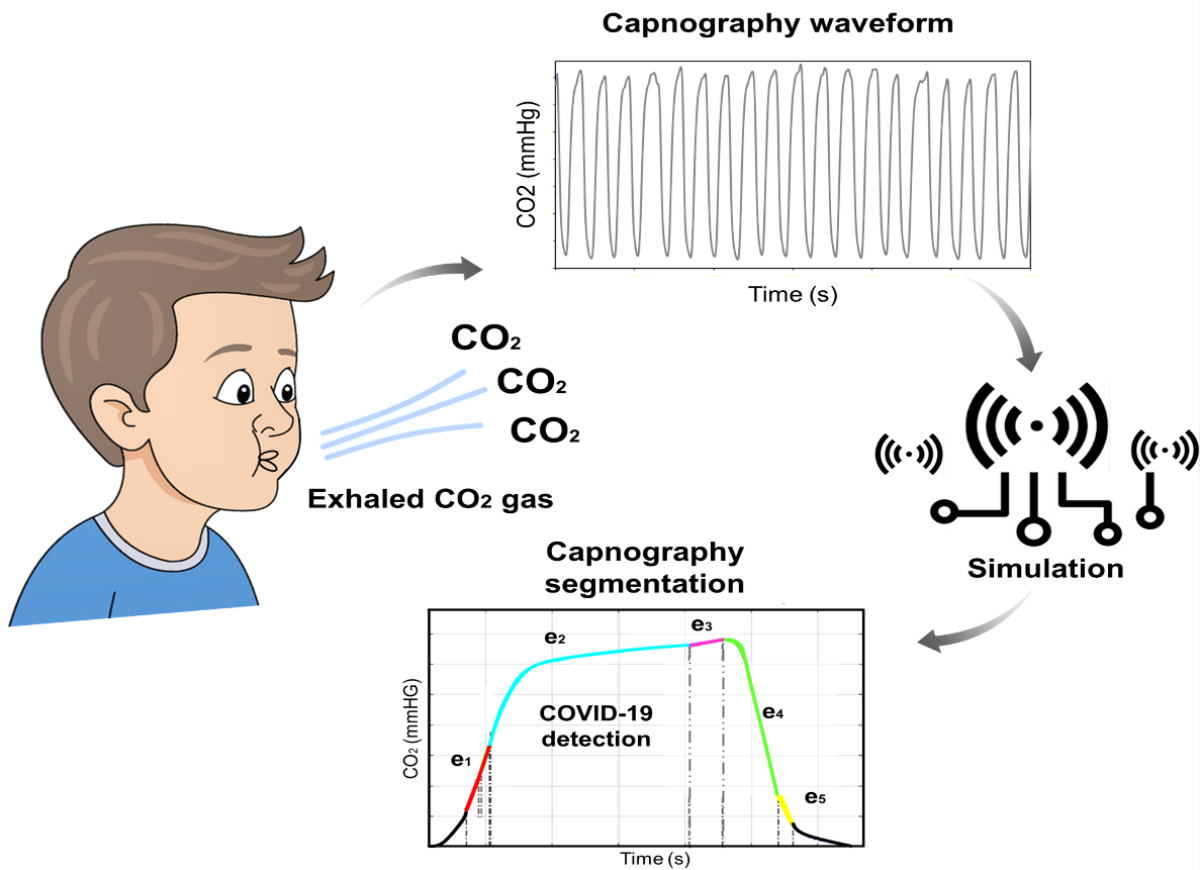 Capnography waveform
CO2 (mmHg)
Time (s)
CO₂
CO₂
CO₂
Exhaled CO₂ gas
Simulation
Capnography
segmentation
CO₂ (mmHG)
e₁
e₂
e₃
e₄
e₅
COVID-19
detection
Time (s)